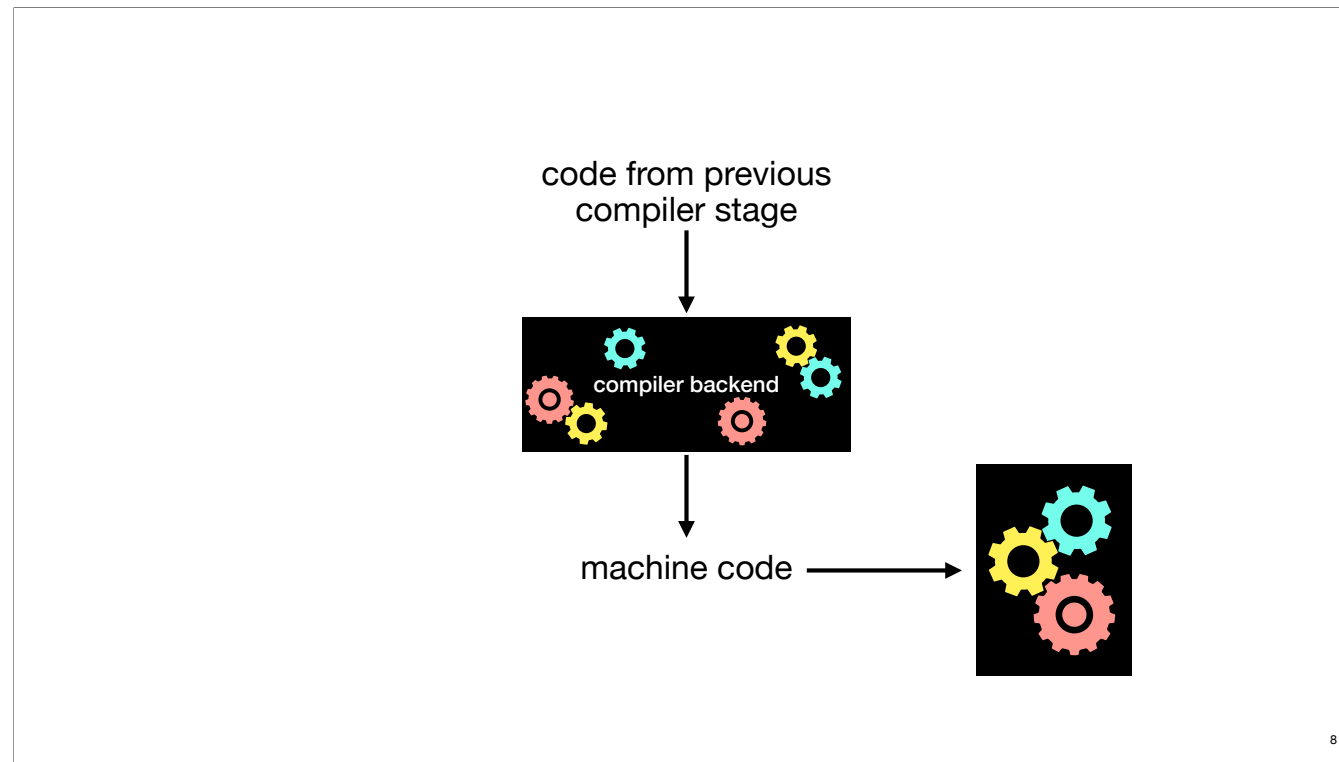 code from previous
compiler stage
compiler backend
machine code
8